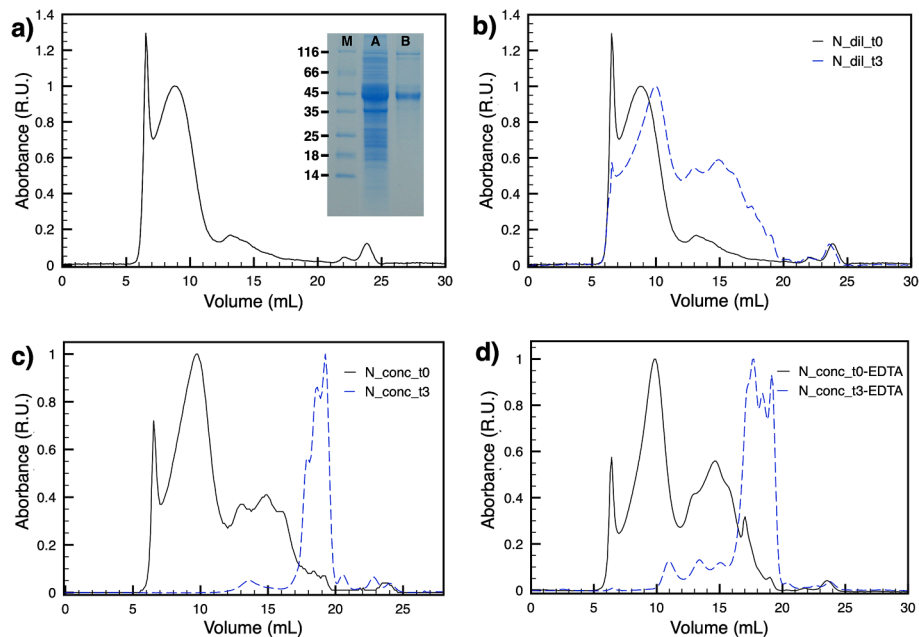 a)
1.4
1.2
1
0.8
0.6
0.4
0.2
0
Absorbance (R.U.)
0 5 10 15 20 25 30
Volume (mL)
M A B
116
66
45
35
25
18
14
b)
1.4
1.2
1
0.8
0.6
0.4
0.2
0
Absorbance (R.U.)
0 5 10 15 20 25 30
Volume (mL)
N_dil_t0
N_dil_t3
c)
1
0.8
0.6
0.4
0.2
0
Absorbance (R.U.)
0 5 10 15 20 25
Volume (mL)
N_conc_t0
N_conc_t3
d)
1
0.8
0.6
0.4
0.2
0
Absorbance (R.U.)
0 5 10 15 20 25 30
Volume (mL)
N_conc_t0-EDTA
N_conc_t3-EDTA